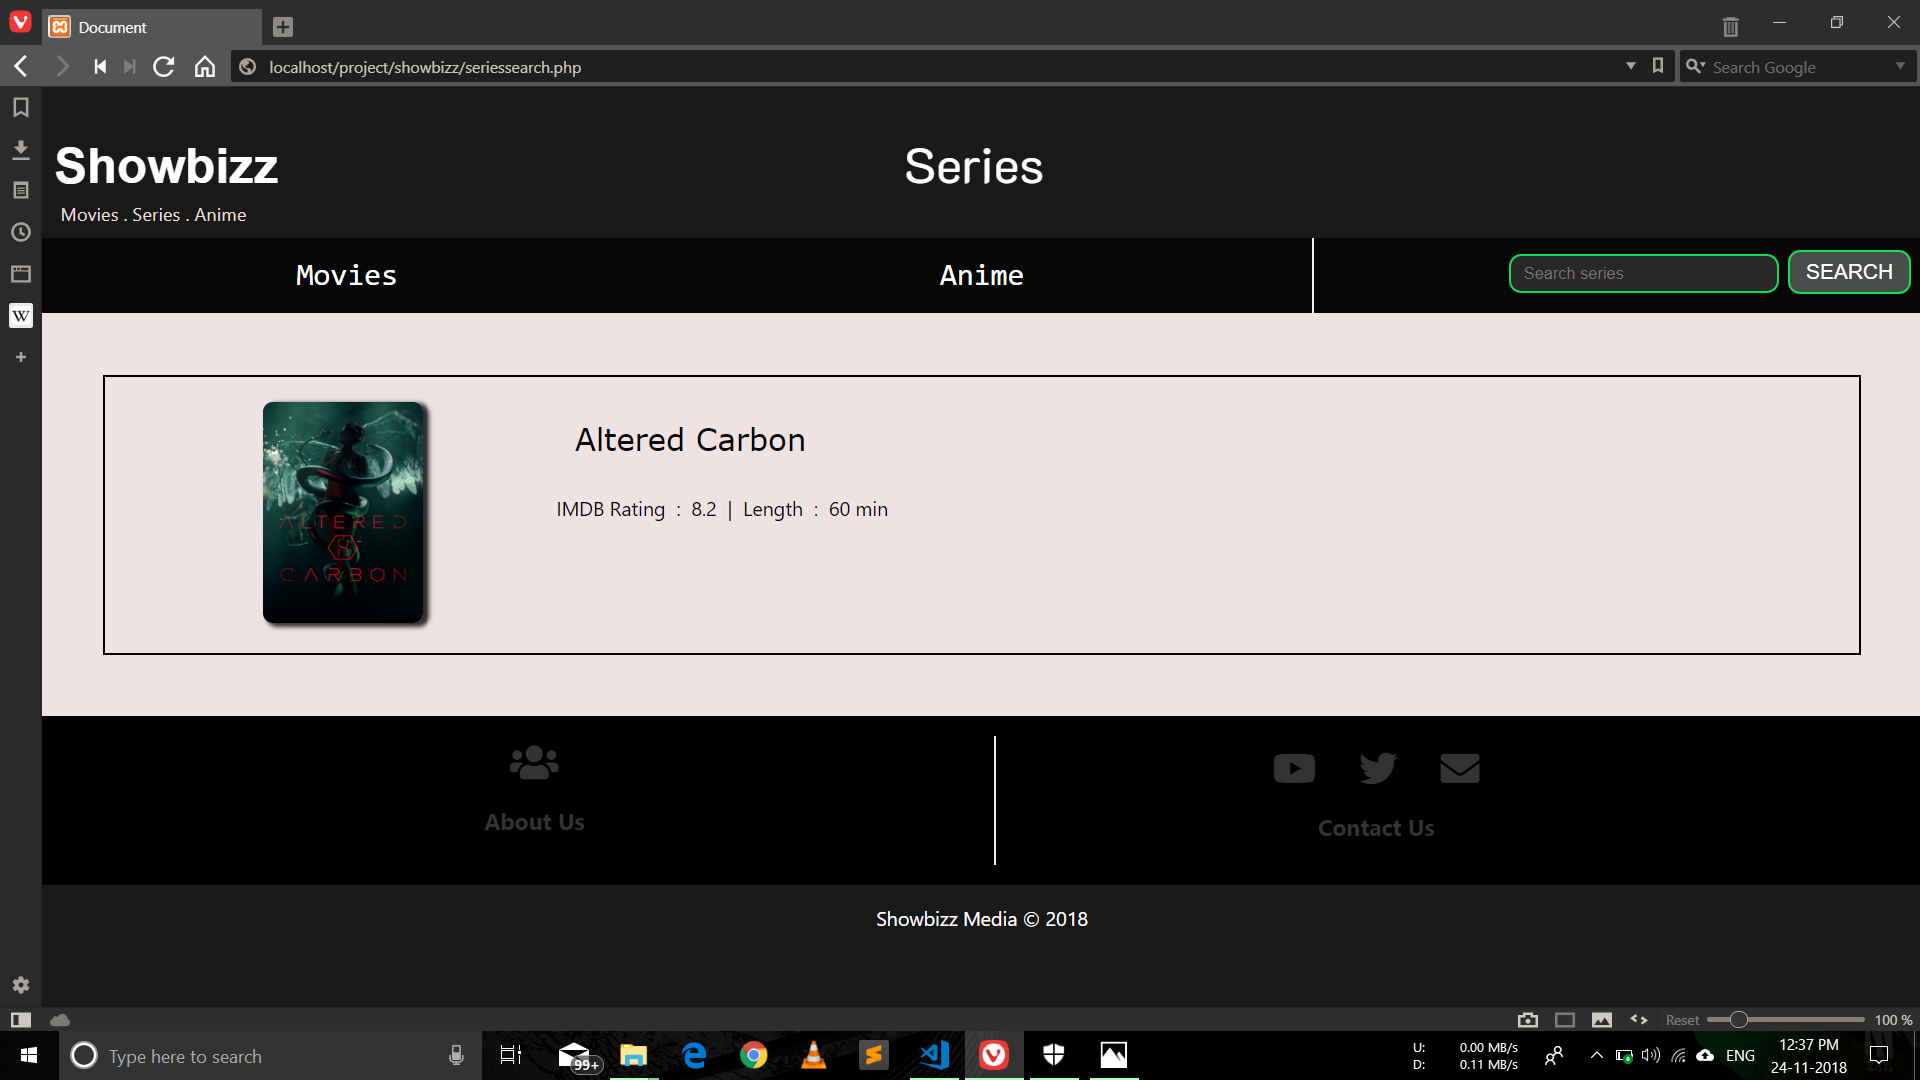 Document
localhost/project/showbizz/seriessearch.php
Search Google
Showbizz
Series
Movies . Series . Anime
Movies
Anime
Search series
SEARCH
W
ALTERED
CARBON
Altered Carbon
IMDB Rating : 8.2 | Length : 60 min
About Us
Contact Us
Showbizz Media © 2018
Reset
100 %
Type here to search
99+
U: 0.00 MB/s
D: 0.11 MB/s
ENG
12:37 PM
24-11-2018